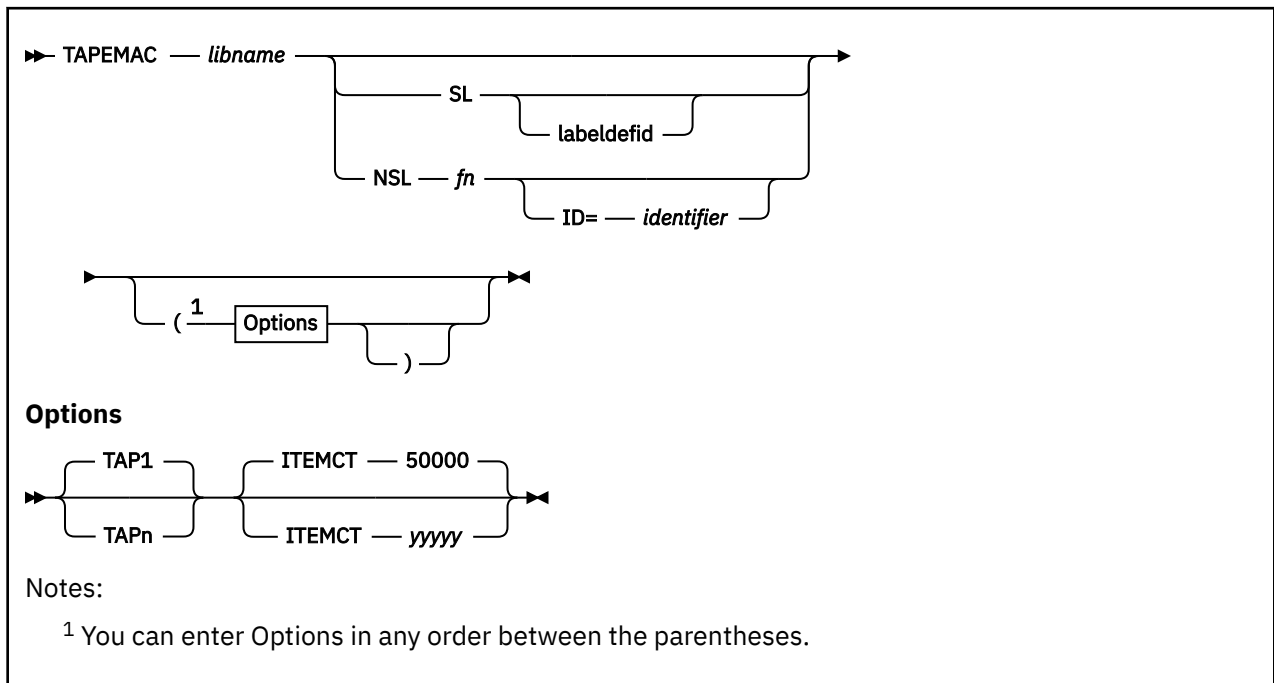 TAPEMAC libname
SL
labeldefid
NSL fn
ID= identifier
( 1 Options
)
Options
TAP1 ITEMCT 50000
TAPn ITEMCT yyyyy
Notes:
1 You can enter Options in any order between the parentheses.